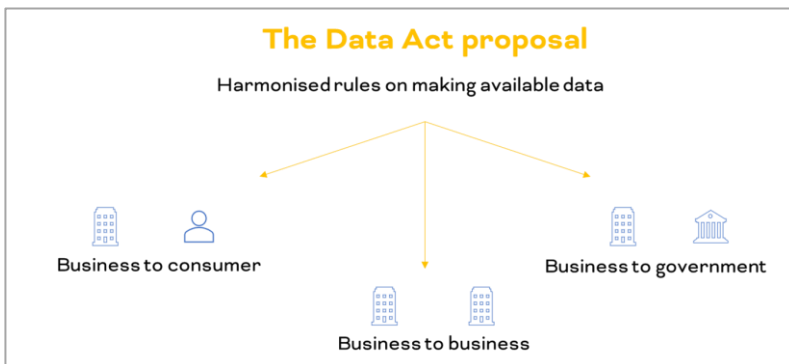 The Data Act proposal
Harmonised rules on making available data
Business to consumer
Business to business
Business to government